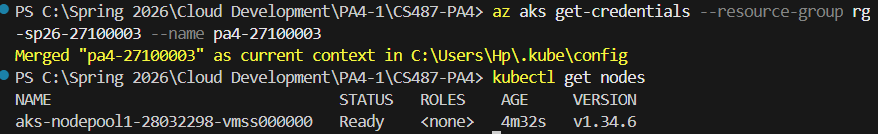 PS C:\Spring 2026\Cloud Development\PA4-1\CS487-PA4> az aks get-credentials --resource-group rg
-sp26-27100003 --name pa4-27100003
Merged "pa4-27100003" as current context in C:\Users\Hp\.kube\config
PS C:\Spring 2026\Cloud Development\PA4-1\CS487-PA4> kubectl get nodes
NAME STATUS ROLES AGE VERSION
aks-nodepool1-28032298-vmss000000 Ready <none> 4m32s v1.34.6